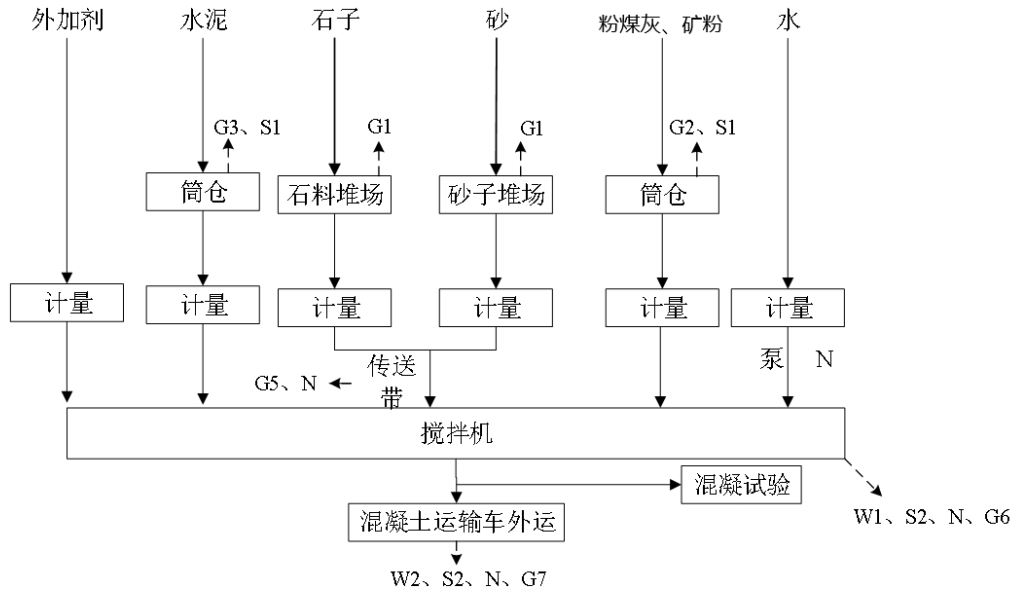 外加剂
水泥
石子
砂
粉煤灰、矿粉
水
G3、S1
G1
G1
G2、S1
筒仓
石料堆场
砂子堆场
筒仓
计量
计量
计量
计量
计量
计量
传送
带
G5、N
泵
N
搅拌机
混凝试验
混凝土运输车外运
W1、S2、N、G6
W2、S2、N、G7